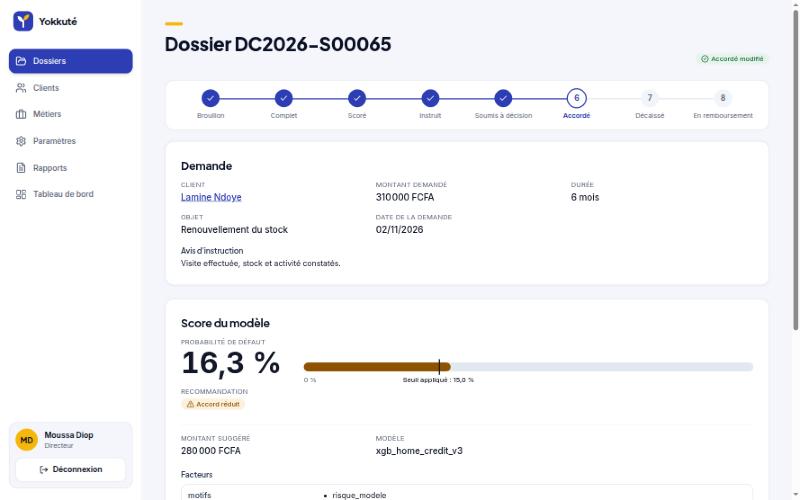 Yokkuté
Dossiers
Clients
Métiers
Paramètres
Rapports
Tableau de bord
MD
Moussa Diop
Directeur
Déconnexion
Dossier DC2026-S00065
Accordé modifié
6
7
8
Brouillon
Complet
Scoré
Instruit
Soumis à décision
Accordé
Décaissé
En remboursement
Demande
CLIENT
MONTANT DEMANDÉ
DURÉE
Lamine Ndoye
310 000 FCFA
6 mois
OBJET
DATE DE LA DEMANDE
Renouvellement du stock
02/11/2026
Avis d'instruction
Visite effectuée, stock et activité constatés.
Score du modèle
PROBABILITÉ DE DÉFAUT
16,3 %
0 %
Seuil appliqué : 15,0 %
RECOMMANDATION
Accord réduit
MONTANT SUGGÉRÉ
MODÈLE
280 000 FCFA
xgb_home_credit_v3
Facteurs
motifs
• risque_modele